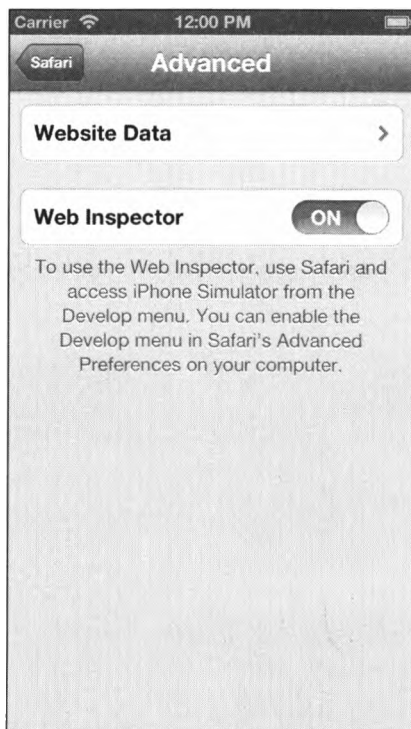 Carrier 12:00 PM
Safari Advanced
Website Data
Web Inspector ON
To use the Web Inspector, use Safari and
access iPhone Simulator from the
Develop menu. You can enable the
Develop menu in Safari's Advanced
Preferences on your computer.